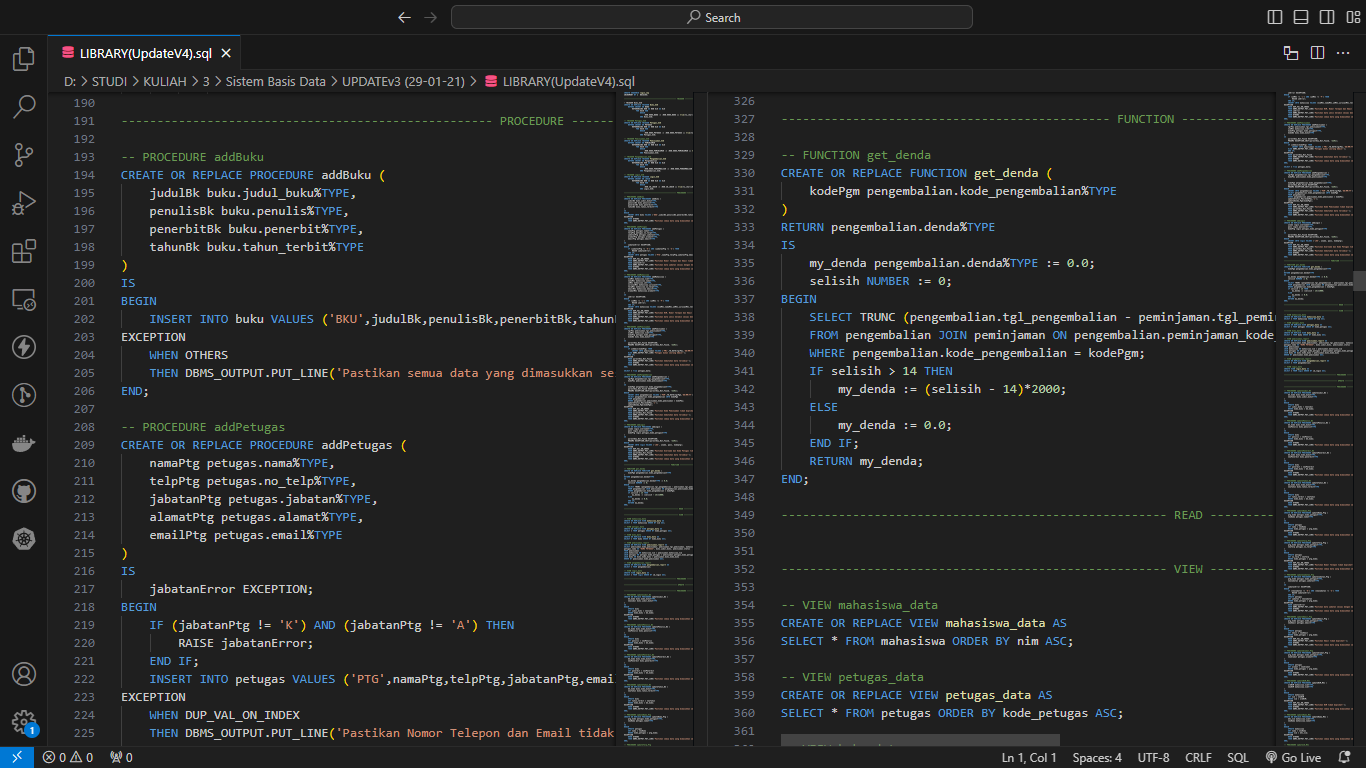 Search
LIBRARY(UpdateV4).sql
D: > STUDI > KULIAH > 3 > Sistem Basis Data > UPDATEv3 (29-01-21) > LIBRARY(UpdateV4).sql
190
191 ---------------------------------------------------- PROCEDURE ---
192
193 -- PROCEDURE addBuku
194 CREATE OR REPLACE PROCEDURE addBuku (
195 judulBk buku.judul_buku%TYPE,
196 penulisBk buku.penulis%TYPE,
197 penerbitBk buku.penerbit%TYPE,
198 tahunBk buku.tahun_terbit%TYPE
199 )
200 IS
201 BEGIN
202 INSERT INTO buku VALUES ('BKU',judulBk,penulisBk,penerbitBk,tahun
203 EXCEPTION
204 WHEN OTHERS
205 THEN DBMS_OUTPUT.PUT_LINE('Pastikan semua data yang dimasukkan se
206 END;
207
208 -- PROCEDURE addPetugas
209 CREATE OR REPLACE PROCEDURE addPetugas (
210 namaPtg petugas.nama%TYPE,
211 telpPtg petugas.no_telp%TYPE,
212 jabatanPtg petugas.jabatan%TYPE,
213 alamatPtg petugas.alamat%TYPE,
214 emailPtg petugas.email%TYPE
215 )
216 IS
217 jabatanError EXCEPTION;
218 BEGIN
219 IF (jabatanPtg != 'K') AND (jabatanPtg != 'A') THEN
220 RAISE jabatanError;
221 END IF;
222 INSERT INTO petugas VALUES ('PTG',namaPtg,telpPtg,jabatanPtg,emai
223 EXCEPTION
224 WHEN DUP_VAL_ON_INDEX
225 THEN DBMS_OUTPUT.PUT_LINE('Pastikan Nomor Telepon dan Email tidak
326
327 ----------------------------------------------- FUNCTION -------------
328
329 -- FUNCTION get_denda
330 CREATE OR REPLACE FUNCTION get_denda (
331 kodePgm pengembalian.kode_pengembalian%TYPE
332 )
333 RETURN pengembalian.denda%TYPE
334 IS
335 my_denda pengembalian.denda%TYPE := 0.0;
336 selisih NUMBER := 0;
337 BEGIN
338 SELECT TRUNC (pengembalian.tgl_pengembalian - peminjaman.tgl_pemi
339 FROM pengembalian JOIN peminjaman ON pengembalian.peminjaman_kode
340 WHERE pengembalian.kode_pengembalian = kodePgm;
341 IF selisih > 14 THEN
342 my_denda := (selisih - 14)*2000;
343 ELSE
344 my_denda := 0.0;
345 END IF;
346 RETURN my_denda;
347 END;
348
349 ------------------------------------------------------- READ ---------
350
351
352 ------------------------------------------------------- VIEW ---------
353
354 -- VIEW mahasiswa_data
355 CREATE OR REPLACE VIEW mahasiswa_data AS
356 SELECT * FROM mahasiswa ORDER BY nim ASC;
357
358 -- VIEW petugas_data
359 CREATE OR REPLACE VIEW petugas_data AS
360 SELECT * FROM petugas ORDER BY kode_petugas ASC;
361
1
0 0 0 Ln 1, Col 1 Spaces: 4 UTF-8 CRLF SQL Go Live